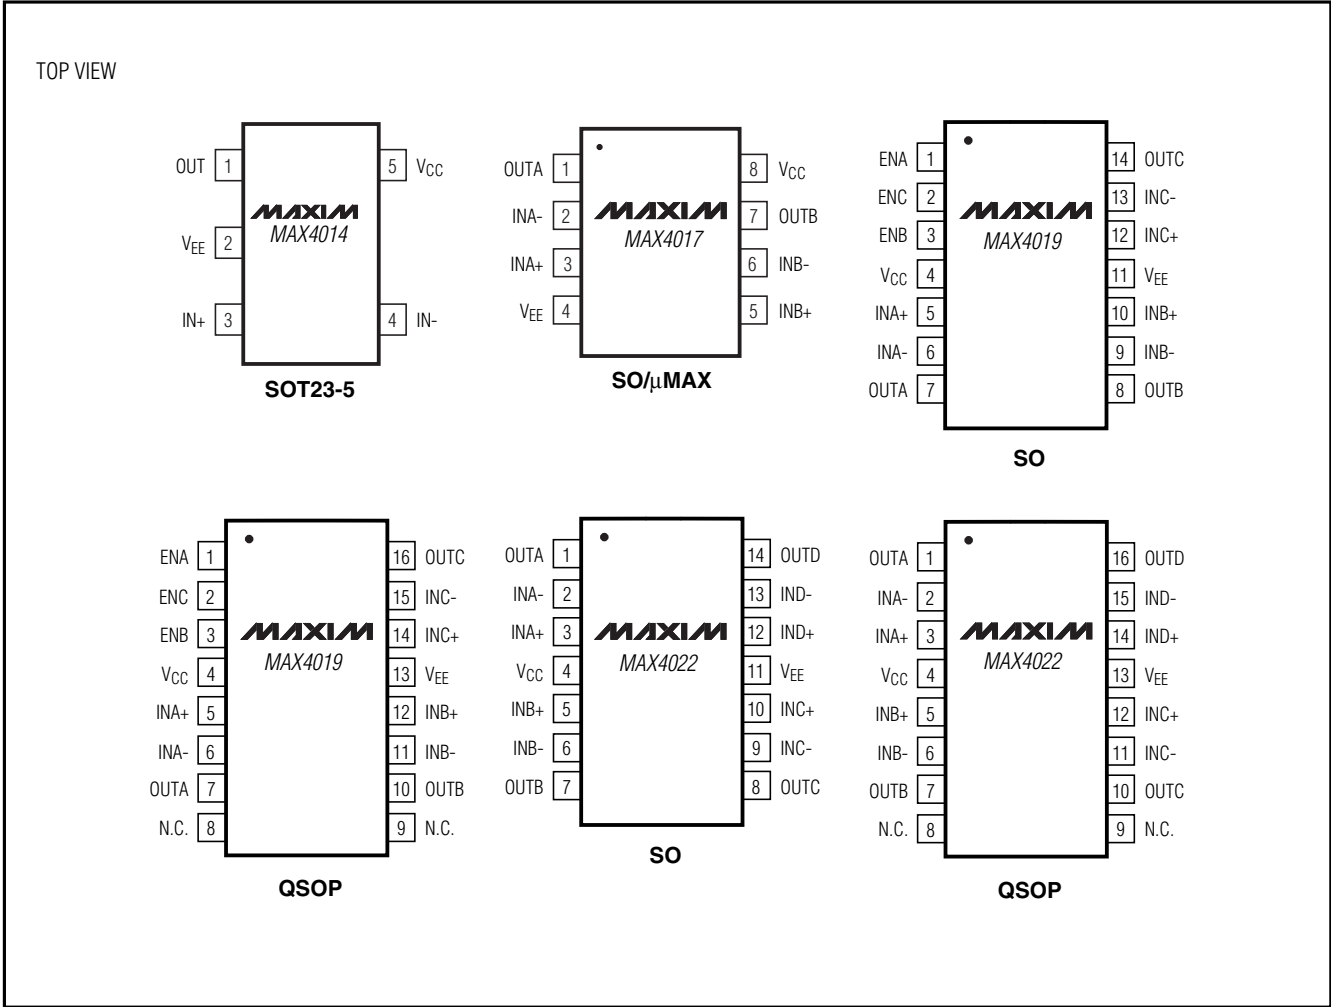 TOP VIEW
OUT 1
5 VCC
MAXIM
MAX4014
VEE 2
IN+ 3
4 IN-
SOT23-5
OUTA 1
8 VCC
INA- 2
MAXIM
7 OUTB
MAX4017
INA+ 3
6 INB-
VEE 4
5 INB+
SO/µMAX
ENA 1
14 OUTC
ENC 2
MAXIM
13 INC-
ENB 3
MAX4019
12 INC+
VCC 4
11 VEE
INA+ 5
10 INB+
INA- 6
9 INB-
OUTA 7
8 OUTB
SO
ENA 1
16 OUTC
ENC 2
15 INC-
ENB 3
MAXIM
14 INC+
MAX4019
VCC 4
13 VEE
INA+ 5
12 INB+
INA- 6
11 INB-
OUTA 7
10 OUTB
N.C. 8
9 N.C.
QSOP
OUTA 1
14 OUTD
INA- 2
13 IND-
INA+ 3
MAXIM
12 IND+
MAX4022
VCC 4
11 VEE
INB+ 5
10 INC+
INB- 6
9 INC-
OUTB 7
8 OUTC
SO
OUTA 1
16 OUTD
INA- 2
15 IND-
INA+ 3
MAXIM
14 IND+
MAX4022
VCC 4
13 VEE
INB+ 5
12 INC+
INB- 6
11 INC-
OUTB 7
10 OUTC
N.C. 8
9 N.C.
QSOP